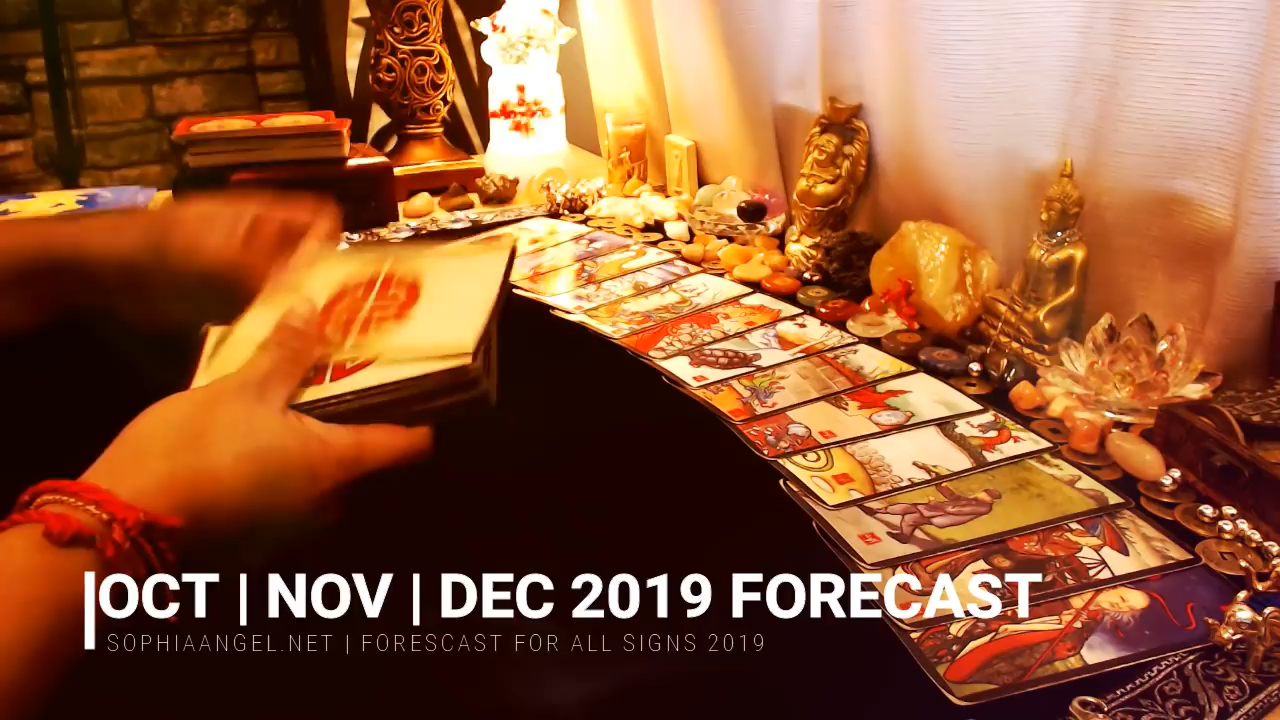 OCT | NOV | DEC 2019 FORECAST
SOPHIAANGEL.NET | FORESCAST FOR ALL SIGNS 2019